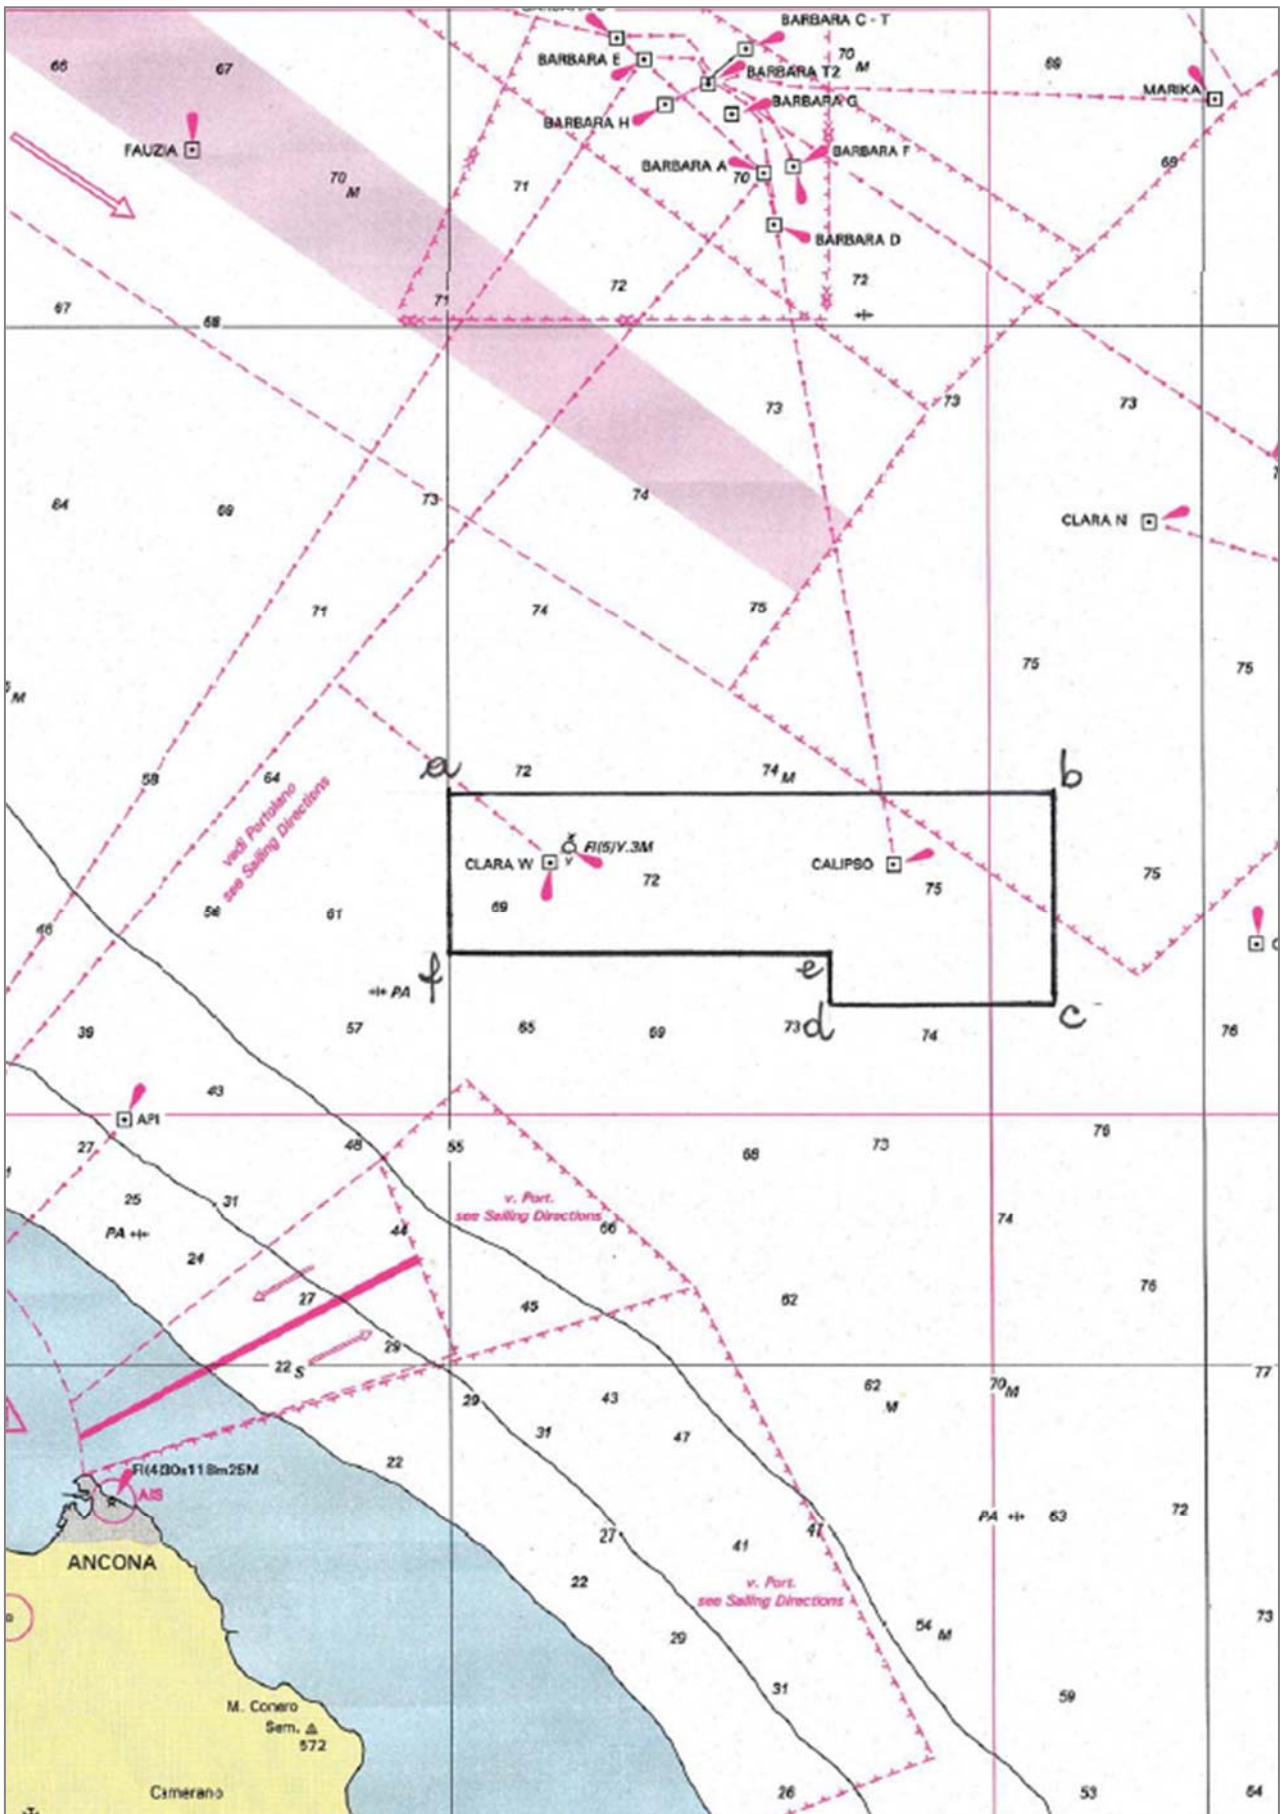 BARBARA C - T
BARBARA E
70
M
69
66
67
BARBARA T2
MARIKA
BARBARA G
BARBARA H
FAUZIA
BARBARA F
69
BARBARA A
70
70
M
71
BARBARA D
72
72
71
67
68
73
73
73
74
73
64
69
CLARA N
74
75
71
75
75
M
a
72
74 M
b
58
64
vedi Portolano
see Sailing Directions
Fl(5)Y.3M
CLARA W
Y
CALIPSO
72
75
75
69
56
61
46
f
e
PA
c
39
57
65
69
73
d
74
76
43
API
27
48
55
68
73
76
25
31
v. Port.
see Sailing Directions
66
74
PA
44
24
27
45
62
76
29
22 S
77
29
43
62
M
70 M
31
47
22
Fl(4)30s118m25M
AIS
72
PA
63
27
41
47
ANCONA
22
v. Port.
see Sailing Directions
54 M
73
29
31
59
M. Conero
Sem.
572
Camerano
26
53
64